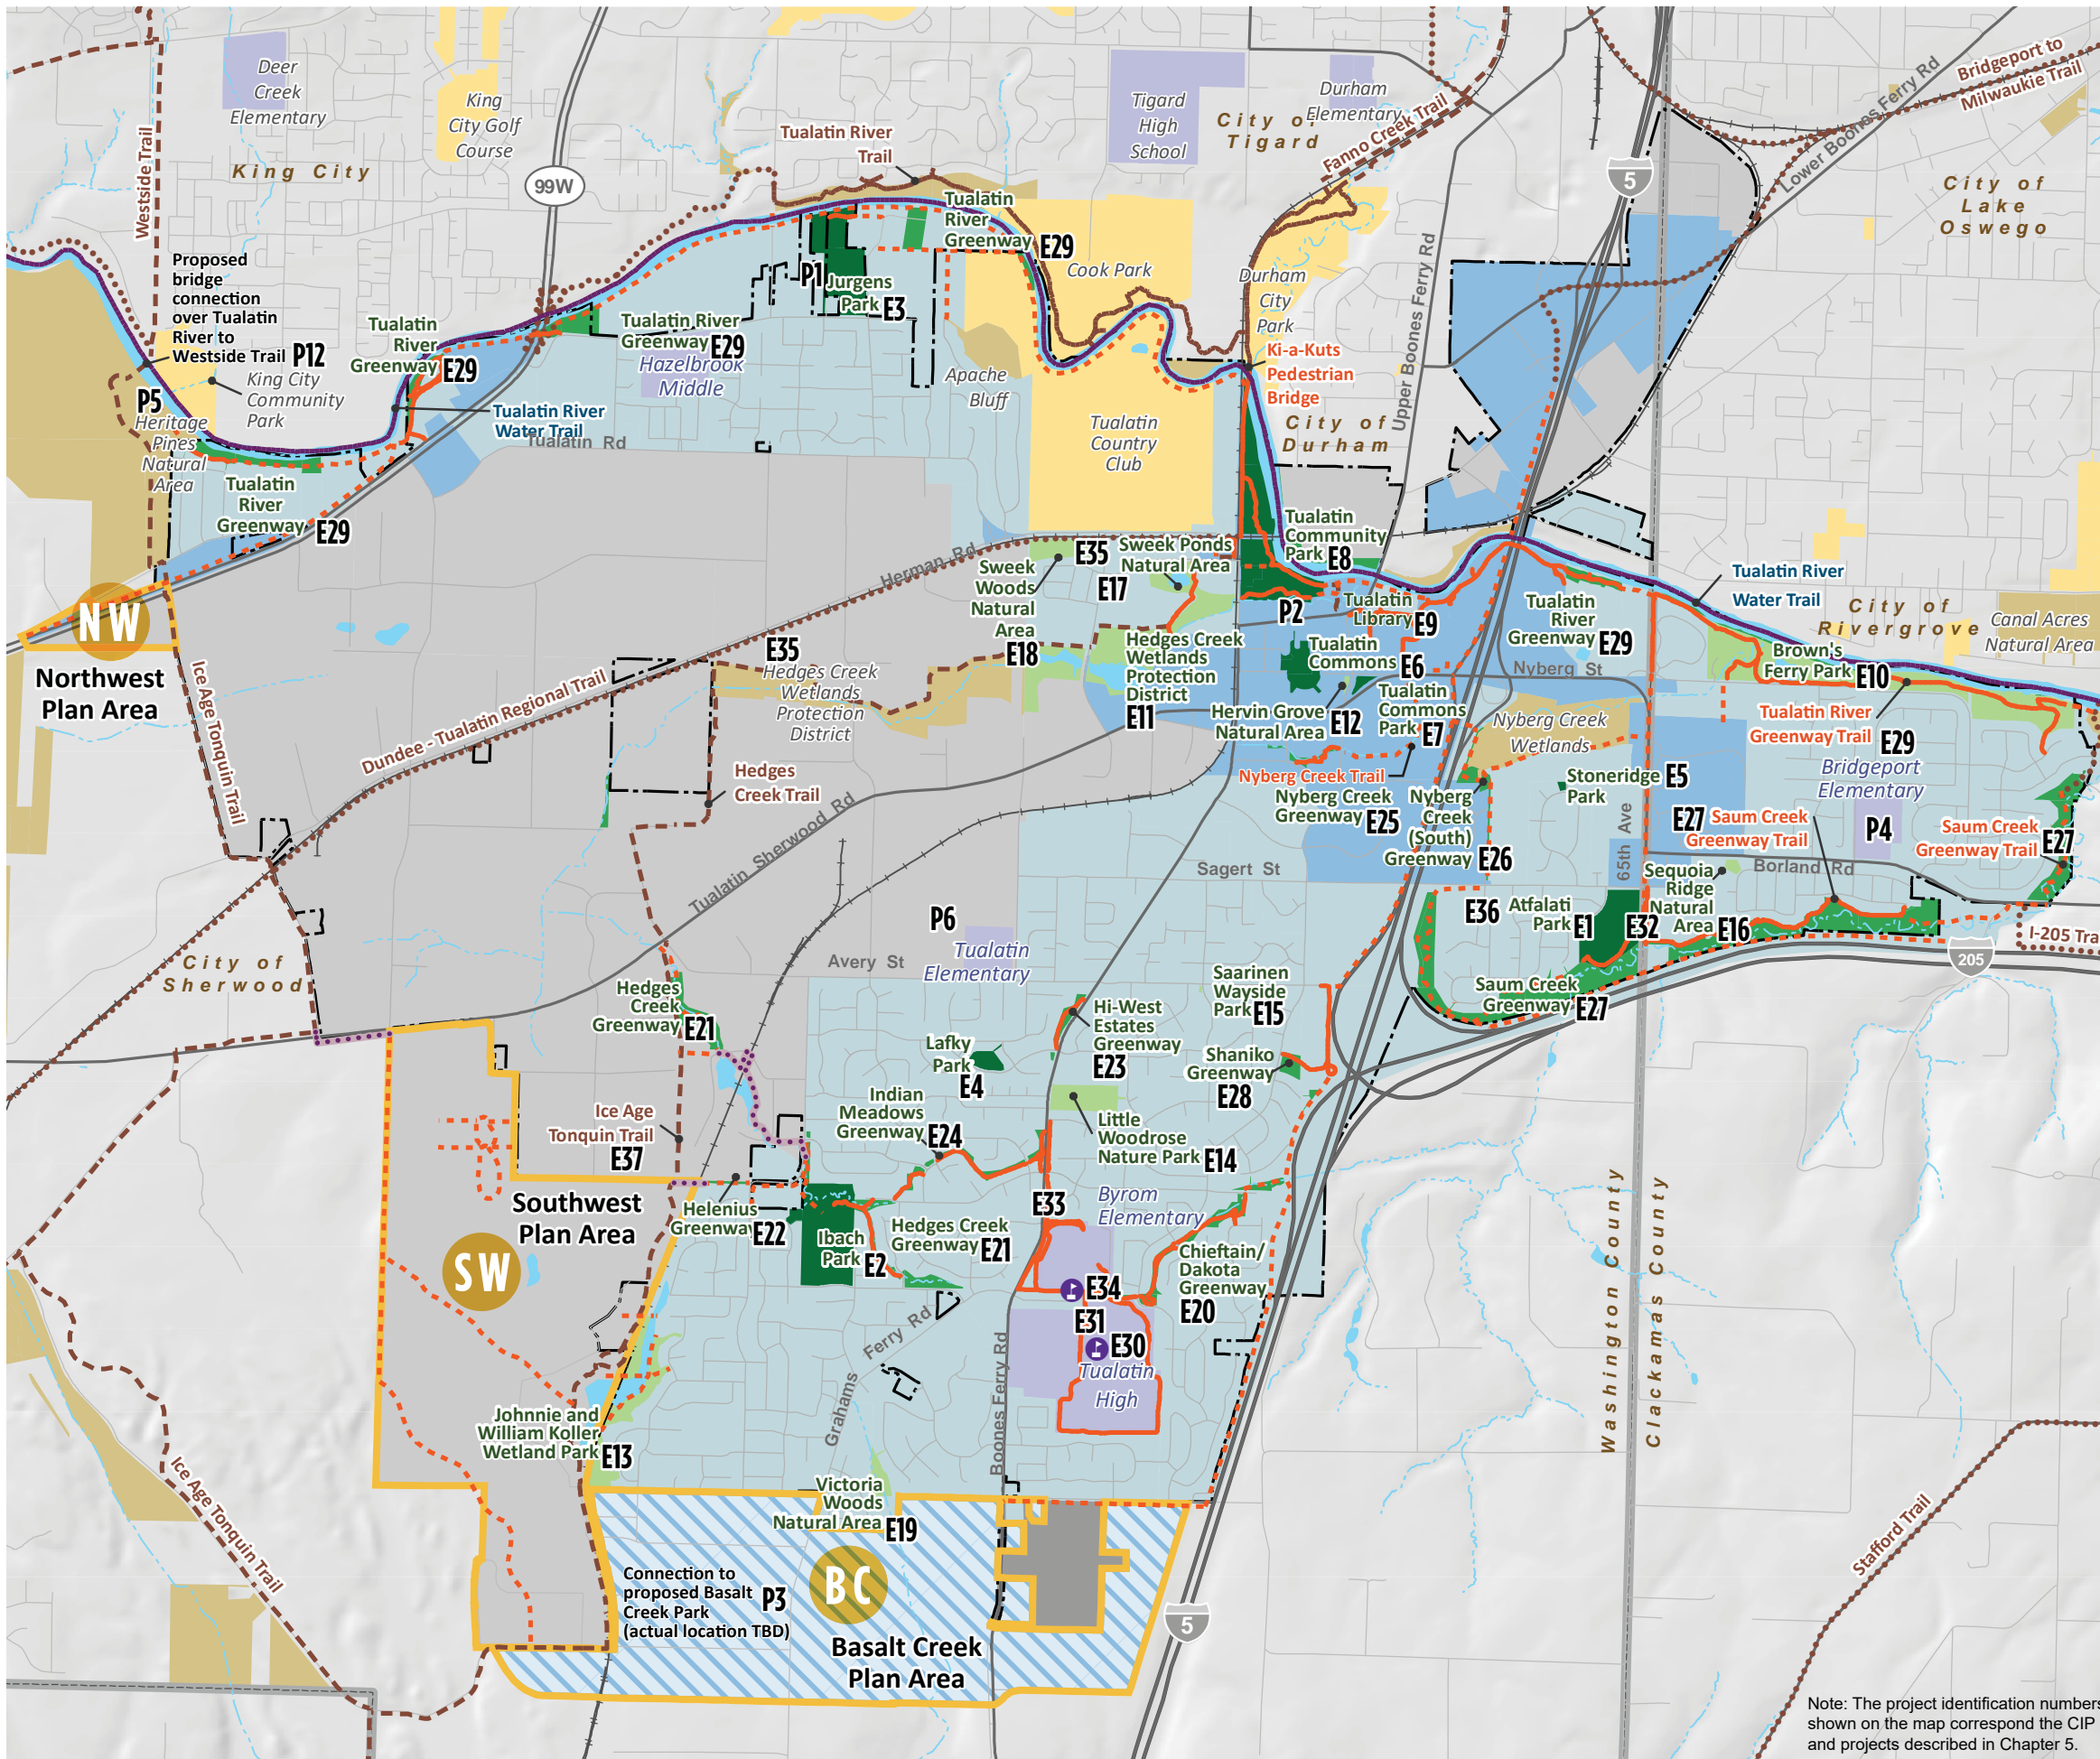 Deer
Creek
Elementary
King
City Golf
Course
King City
Westside Trail
99W
Tualatin River
Trail
Tigard
High
School
City of
Tigard
Durham
Elementary
Fanno Creek Trail
5
Bridgeport to
Milwaukie Trail
Lower Boones Ferry Rd
City of
Lake
Oswego
Proposed
bridge
connection
over Tualatin
River to
Westside Trail P12
King City
Community
Park
P5
Heritage
Pines
Natural
Area
Tualatin
River
Greenway E29
Tualatin River
Water Trail
Tualatin Rd
Tualatin
River
Greenway E29
P1
Jurgens
Park E3
Tualatin River
Greenway E29
Hazelbrook
Middle
Tualatin
River
Greenway E29
Cook Park
Apache
Bluff
Tualatin
Country
Club
Durham
City
Park
Ki-a-Kuts
Pedestrian
Bridge
City of
Durham
Upper Boones Ferry Rd
Tualatin
Community
Park E8
NW
Northwest
Plan Area
Ice Age Tonquin Trail
Herman Rd
Dundee - Tualatin Regional Trail
E35
Hedges Creek
Wetlands
Protection
District
Hedges
Creek Trail
E35
Sweek
Woods
Natural
Area
E18
E17
Sweek Ponds
Natural Area
Hedges Creek
Wetlands
Protection
District
E11
P2
Tualatin
Library E9
Tualatin
Commons E6
Hervin Grove
Natural Area E12
Tualatin
Commons
Park E7
Tualatin
River
Greenway E29
Nyberg St
Tualatin River
Water Trail
City of
Rivergrove
Canal Acres
Natural Area
Brown's
Ferry Park E10
Tualatin River
Greenway Trail
E29
Nyberg Creek
Wetlands
Nyberg Creek Trail
Nyberg Creek
Greenway E25
Nyberg
Creek
(South)
Greenway E26
Stoneridge
Park E5
Bridgeport
Elementary
P4
E27 Saum Creek
Greenway Trail
Saum Creek
Greenway Trail E27
65th Ave
Borland Rd
Sequoia
Ridge
Natural
Area E16
Tualatin Sherwood Rd
Sagert St
P6
Tualatin
Elementary
Avery St
E36
Atfalati
Park E1
E32
Saum Creek
Greenway E27
205
City of
Sherwood
Hedges
Creek
Greenway E21
Lafky
Park
E4
Hi-West
Estates
Greenway
E23
Saarinen
Wayside
Park E15
Shaniko
Greenway
E28
Ice Age
Tonquin Trail
E37
Indian
Meadows
Greenway E24
Little
Woodrose
Nature Park E14
Southwest
Plan Area
SW
Helenius
Greenway E22
Ibach
Park E2
Hedges Creek
Greenway E21
E33
Byrom
Elementary
Chieftain/
Dakota
Greenway
E20
E34
E31
E30
Tualatin
High
Grahams Ferry Rd
Boones Ferry Rd
Washington County
Clackamas County
Johnnie and
William Koller
Wetland Park E13
Ice Age Tonquin Trail
Victoria
Woods
Natural Area E19
Connection to
proposed Basalt
Creek Park
(actual location TBD)
P3
BC
Basalt Creek
Plan Area
5
Stafford Trail
Note: The project identification numbers
shown on the map correspond the CIP
and projects described in Chapter 5.